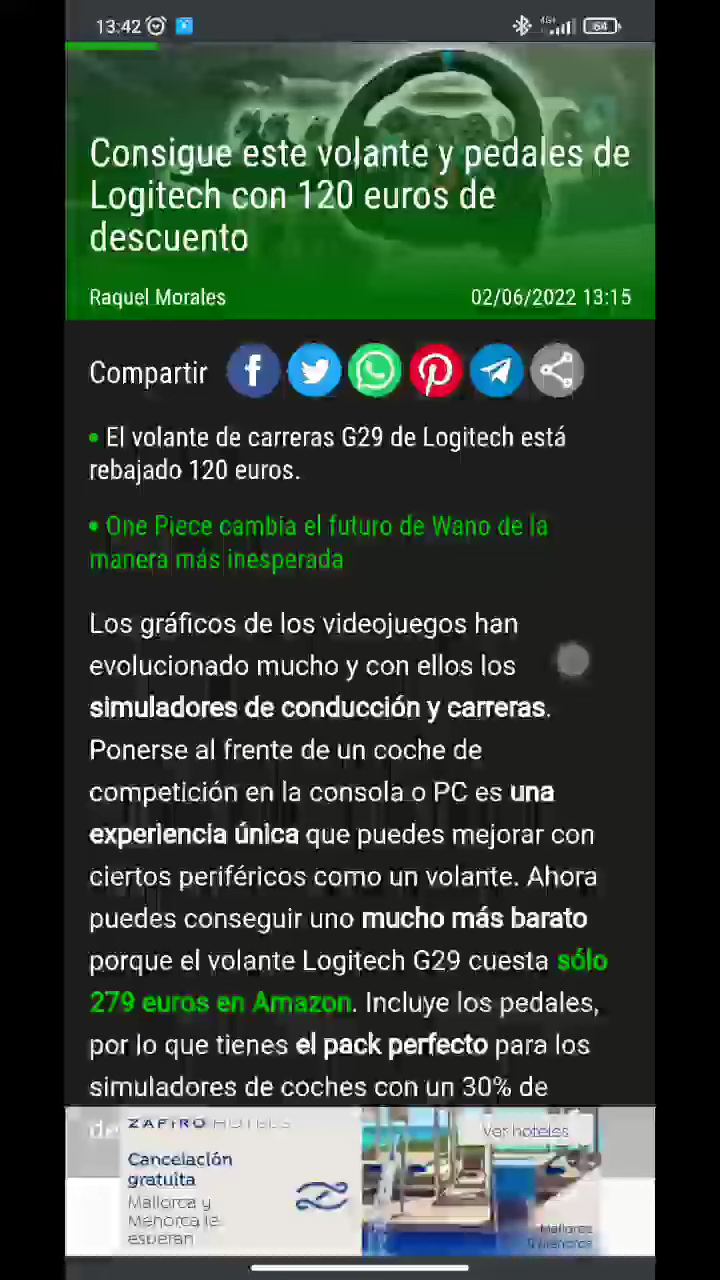 13:42
4G+
64
Consigue este volante y pedales de
Logitech con 120 euros de
descuento
Raquel Morales
02/06/2022 13:15
Compartir
• El volante de carreras G29 de Logitech está
rebajado 120 euros.
• One Piece cambia el futuro de Wano de la
manera más inesperada
Los gráficos de los videojuegos han
evolucionado mucho y con ellos los
simuladores de conducción y carreras.
Ponerse al frente de un coche de
competición en la consola o PC es una
experiencia única que puedes mejorar con
ciertos periféricos como un volante. Ahora
puedes conseguir uno mucho más barato
porque el volante Logitech G29 cuesta sólo
279 euros en Amazon. Incluye los pedales,
por lo que tienes el pack perfecto para los
simuladores de coches con un 30% de
de
ZAFIRO HOTELS
Ver hoteles
Cancelación
gratuita
Mallorca y
Menorca le
esperan
Mallorca
& Menorca